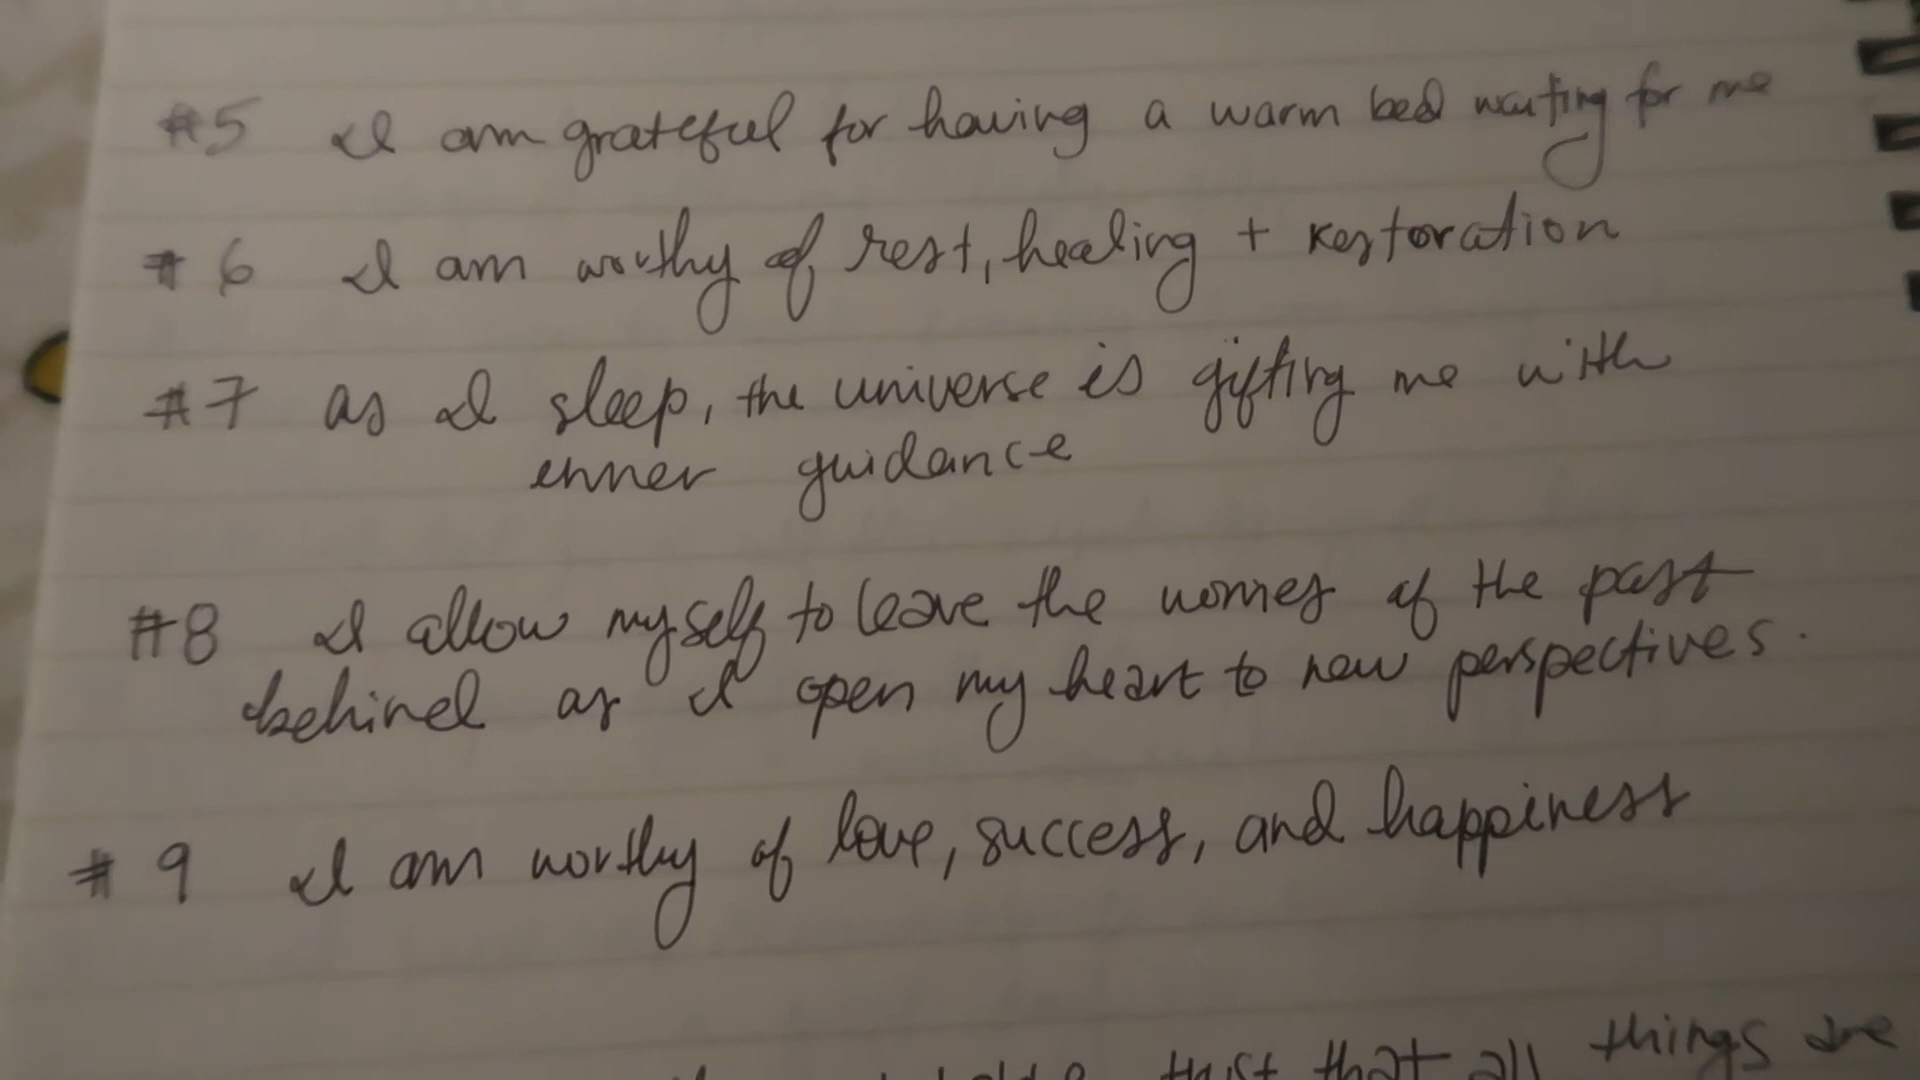 #5 I am grateful for having a warm bed waiting for me
#6 I am worthy of rest, healing + restoration
#7 as I sleep, the universe is gifting me with
inner guidance
#8 I allow myself to leave the worries of the past
behind as I open my heart to new perspectives.
#9 I am worthy of love, success, and happiness
trust that all things are